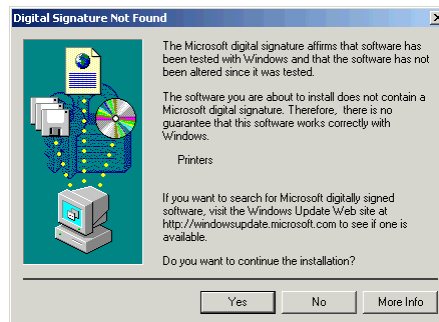 Digital Signature Not Found
The Microsoft digital signature affirms that software has
been tested with Windows and that the software has not
been altered since it was tested.
The software you are about to install does not contain a
Microsoft digital signature. Therefore, there is no
guarantee that this software works correctly with
Windows.
Printers
If you want to search for Microsoft digitally signed
software, visit the Windows Update Web site at
http://windowsupdate.microsoft.com to see if one is
available.
Do you want to continue the installation?
Yes
No
More Info